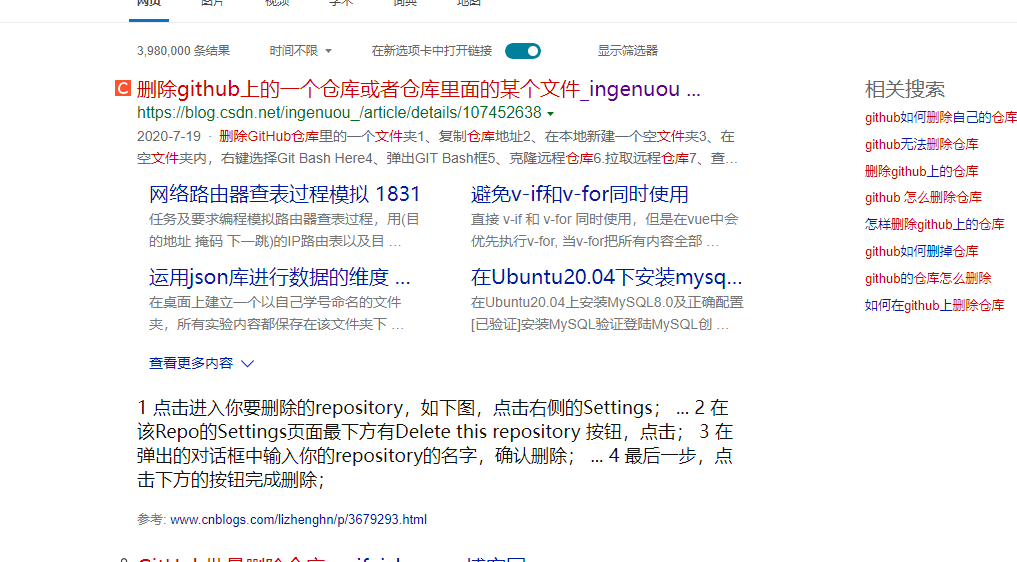 网页 图片 视频 学术 词典 地图
3,980,000 条结果 时间不限 在新选项卡中打开链接 显示筛选器
删除github上的一个仓库或者仓库里面的某个文件_ingenuou ...
https://blog.csdn.net/ingenuou_/article/details/107452638
2020-7-19 · 删除GitHub仓库里的一个文件夹1、复制仓库地址2、在本地新建一个空文件夹3、在
空文件夹内，右键选择Git Bash Here4、弹出GIT Bash框5、克隆远程仓库6.拉取远程仓库7、查…
网络路由器查表过程模拟 1831
任务及要求编程模拟路由器查表过程，用(目
的地址 掩码 下一跳)的IP路由表以及目 …
避免v-if和v-for同时使用
直接 v-if 和 v-for 同时使用，但是在vue中会
优先执行v-for, 当v-for把所有内容全部 …
运用json库进行数据的维度 ...
在桌面上建立一个以自己学号命名的文件
夹，所有实验内容都保存在该文件夹下 …
在Ubuntu20.04下安装mysq...
在Ubuntu20.04上安装MySQL8.0及正确配置
[已验证]安装MySQL验证登陆MySQL创 …
查看更多内容
1 点击进入你要删除的repository，如下图，点击右侧的Settings； ... 2 在
该Repo的Settings页面最下方有Delete this repository 按钮，点击； 3 在
弹出的对话框中输入你的repository的名字，确认删除； ... 4 最后一步，点
击下方的按钮完成删除；
参考: www.cnblogs.com/lizhenghn/p/3679293.html
相关搜索
github如何删除自己的仓库
github无法删除仓库
删除github上的仓库
github 怎么删除仓库
怎样删除github上的仓库
github如何删掉仓库
github的仓库怎么删除
如何在github上删除仓库